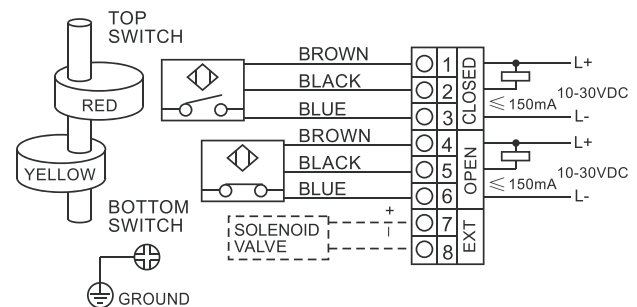 TOP
SWITCH
RED
YELLOW
BOTTOM
SWITCH
GROUND
BROWN
BLACK
BLUE
BROWN
BLACK
BLUE
SOLENOID
VALVE
+
–
1
2
3
4
5
6
7
8
CLOSED
OPEN
EXT
L+
10-30VDC
≤ 150mA
L-
L+
10-30VDC
≤ 150mA
L-